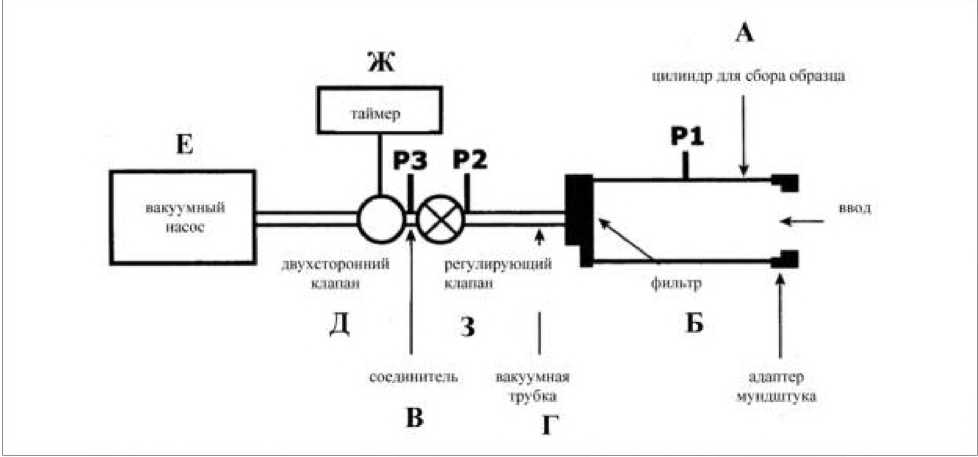 А
цилиндр для сбора образца
Ж
таймер
Е
P3
P2
P1
вакуумный
насос
ввод
двухсторонний
клапан
регулирующий
клапан
фильтр
Д
З
Б
соединитель
вакуумная
трубка
адаптер
мундштука
В
Г